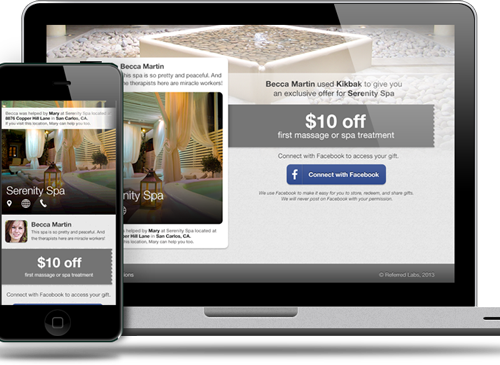 Becca was helped by Mary at Serenity Spa located at
8876 Copper Hill Lane in San Carlos, CA.
If you visit this location, Mary can help you too.
Serenity Spa
Becca Martin
This spa is so pretty and peaceful. And
the therapists here are miracle workers!
$10 off
first massage or spa treatment
Connect with Facebook to access your gift.
Becca Martin
This spa is so pretty and peaceful. And
the therapists here are miracle workers!
helped by Mary at Serenity Spa located at
Hill Lane in San Carlos, CA.
this location, Mary can help you too.
Becca Martin used Kikbak to give you
an exclusive offer for Serenity Spa
$10 off
first massage or spa treatment
Connect with Facebook to access your gift.
f Connect with Facebook
We use Facebook to make it easy for you to store, redeem, and share gifts.
We will never post on Facebook with your permission.
© Referred Labs, 2013